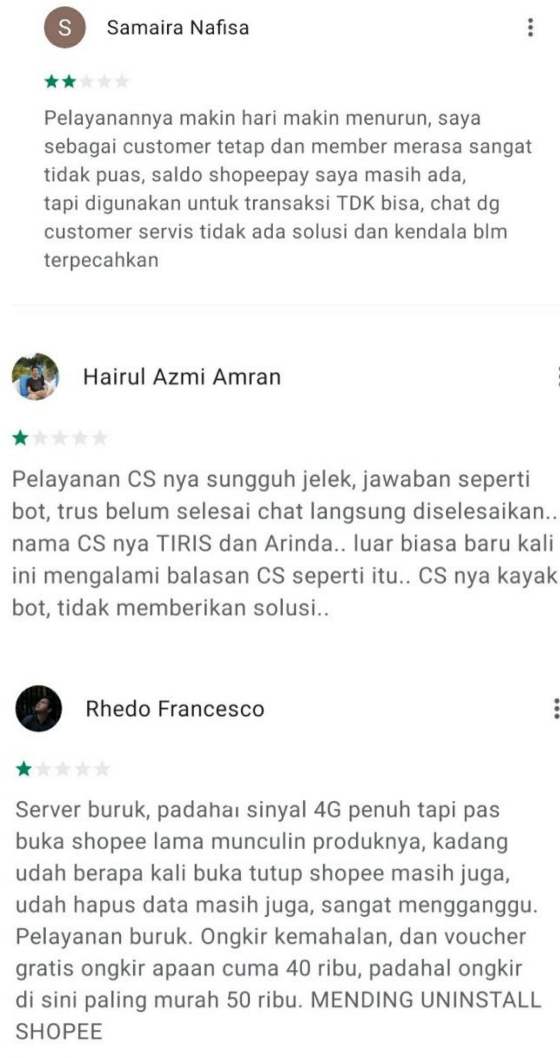 S
Samaira Nafisa
Pelayanannya makin hari makin menurun, saya
sebagai customer tetap dan member merasa sangat
tidak puas, saldo shopeepay saya masih ada,
tapi digunakan untuk transaksi TDK bisa, chat dg
customer servis tidak ada solusi dan kendala blm
terpecahkan
Hairul Azmi Amran
Pelayanan CS nya sungguh jelek, jawaban seperti
bot, trus belum selesai chat langsung diselesaikan..
nama CS nya TIRIS dan Arinda.. luar biasa baru kali
ini mengalami balasan CS seperti itu.. CS nya kayak
bot, tidak memberikan solusi..
Rhedo Francesco
Server buruk, padahal sinyal 4G penuh tapi pas
buka shopee lama munculin produknya, kadang
udah berapa kali buka tutup shopee masih juga,
udah hapus data masih juga, sangat mengganggu.
Pelayanan buruk. Ongkir kemahalan, dan voucher
gratis ongkir apaan cuma 40 ribu, padahal ongkir
di sini paling murah 50 ribu. MENDING UNINSTALL
SHOPEE